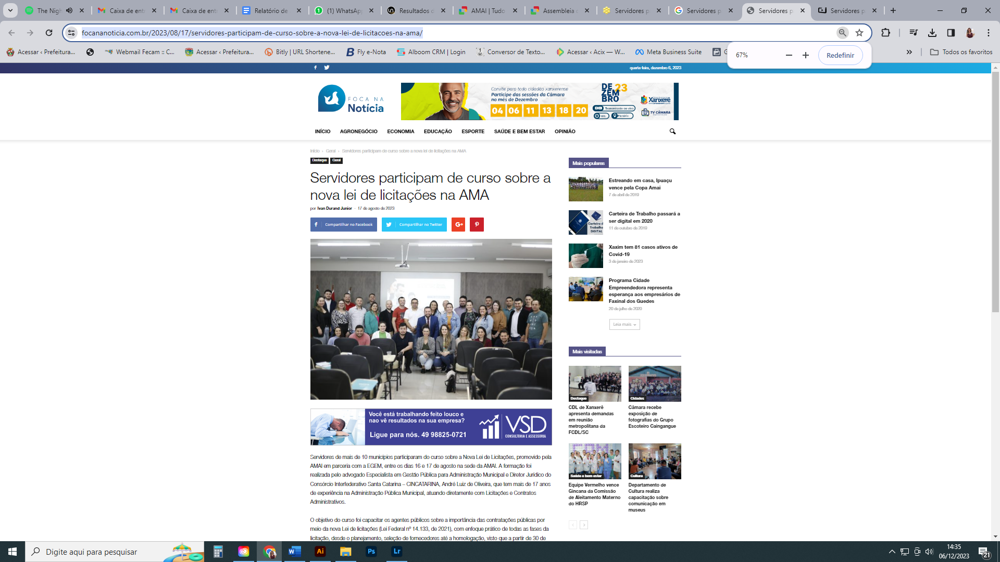 The Nigh
Caixa de ent
Caixa de ent
Relatório de
(1) WhatsAp
Resultados d
AMAI | Tudo
Assembleia d
Servidores p
Servidores p
Servidores p
Servidores p
focananoticia.com.br/2023/08/17/servidores-participam-de-curso-sobre-a-nova-lei-de-licitacoes-na-ama/
Acessar ‹ Prefeitura...
Webmail Fecam :: C...
Acessar ‹ Prefeitura...
Bitly | URL Shortene...
Fly e-Nota
Alboom CRM | Login
Conversor de Texto...
Acessar ‹ Acix — W...
Meta Business Suite
Todos os favoritos
67%
Redefinir
quarta-feira, dezembro 6, 2023
FOCA NA
Notícia
Convite para todo cidadão xanxerense
Participe das sessões da Câmara
no mês de Dezembro
04 06 11 13 18 20
DE
ZEM
BRO
23
Transmissão ao vivo
Xanxerê
TV CÂMARA
INÍCIO
AGRONEGÓCIO
ECONOMIA
EDUCAÇÃO
ESPORTE
SAÚDE E BEM ESTAR
OPINIÃO
Início › Geral › Servidores participam de curso sobre a nova lei de licitações na AMA
Destaque
Geral
Servidores participam de curso sobre a
nova lei de licitações na AMA
por Ivan Durand Junior - 17 de agosto de 2023
Compartilhar no Facebook
Compartilhar no Twitter
Você está trabalhando feito louco e
nao vê resultados na sua empresa?
Ligue para nós. 49 98825-0721
VSD
CONSULTORIA E ASSESSORIA
Servidores de mais de 10 municípios participaram do curso sobre a Nova Lei de Licitações, promovido pela
AMAI em parceria com a EGEM, entre os dias 16 e 17 de agosto na sede da AMAI. A formação foi
realizada pelo advogado Especialista em Gestão Pública para Administração Municipal e Diretor Jurídico do
Consórcio Interfederativo Santa Catarina – CINCATARINA, André Luiz de Oliveira, que tem mais de 17 anos
de experiência na Administração Pública Municipal, atuando diretamente com Licitações e Contratos
Administrativos.
O objetivo do curso foi capacitar os agentes públicos sobre a importância das contratações públicas por
meio da nova Lei de licitações (Lei Federal nº 14.133, de 2021), com enfoque prático de todas as fases da
licitação, desde o planejamento, seleção de fornecedores até a homologação, visto que a partir de 30 de
Mais populares
Estreando em casa, Ipuaçu
vence pela Copa Amai
7 de abril de 2019
Carteira de Trabalho passará a
ser digital em 2020
11 de outubro de 2019
Xaxim tem 81 casos ativos de
Covid-19
3 de janeiro de 2023
Programa Cidade
Empreendedora representa
esperança aos empresários de
Faxinal dos Guedes
20 de julho de 2020
Leia mais
Mais visitadas
Destaque
CDL de Xanxerê
apresenta demandas
em reunião
metropolitana da
FCDL/SC
Cidades
Câmara recebe
exposição de
fotografias do Grupo
Escoteiro Caingangue
Saúde e bem estar
Equipe Vermelho vence
Gincana da Comissão
de Aleitamento Materno
do HRSP
Cultura
Departamento de
Cultura realiza
capacitação sobre
comunicação em
museus
Digite aqui para pesquisar
Ai
Ps
Lr
14:35
06/12/2023
21